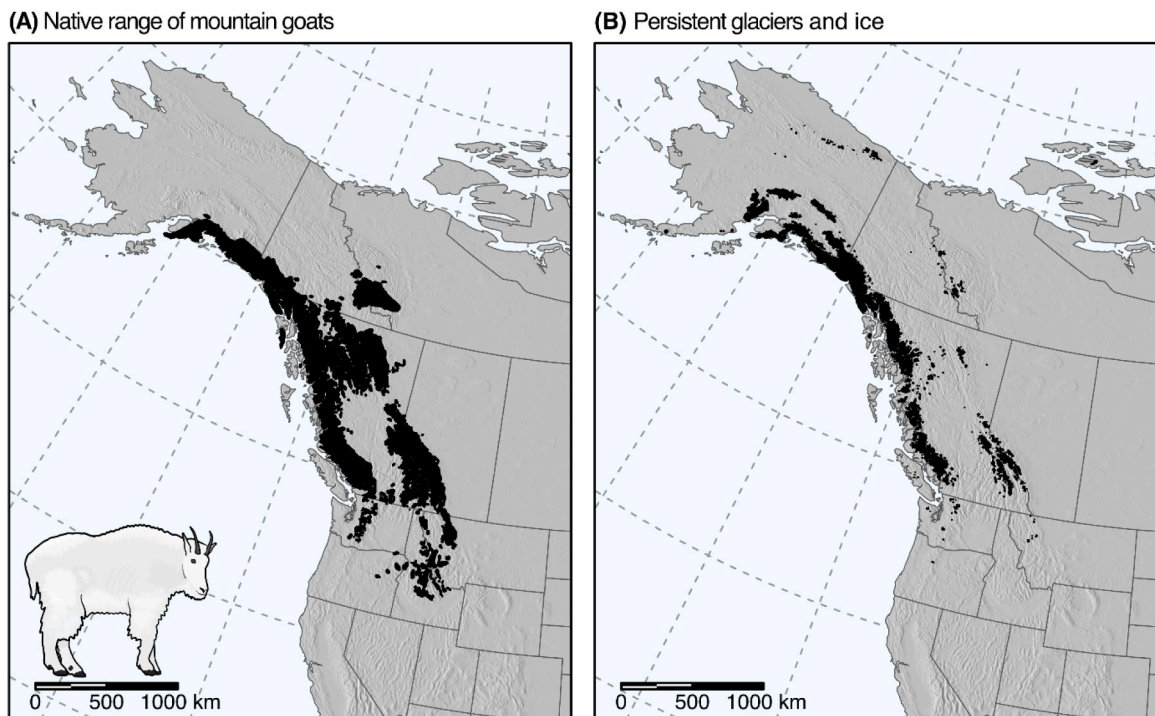 (A) Native range of mountain goats
(B) Persistent glaciers and ice
0 500 1000 km
0 500 1000 km